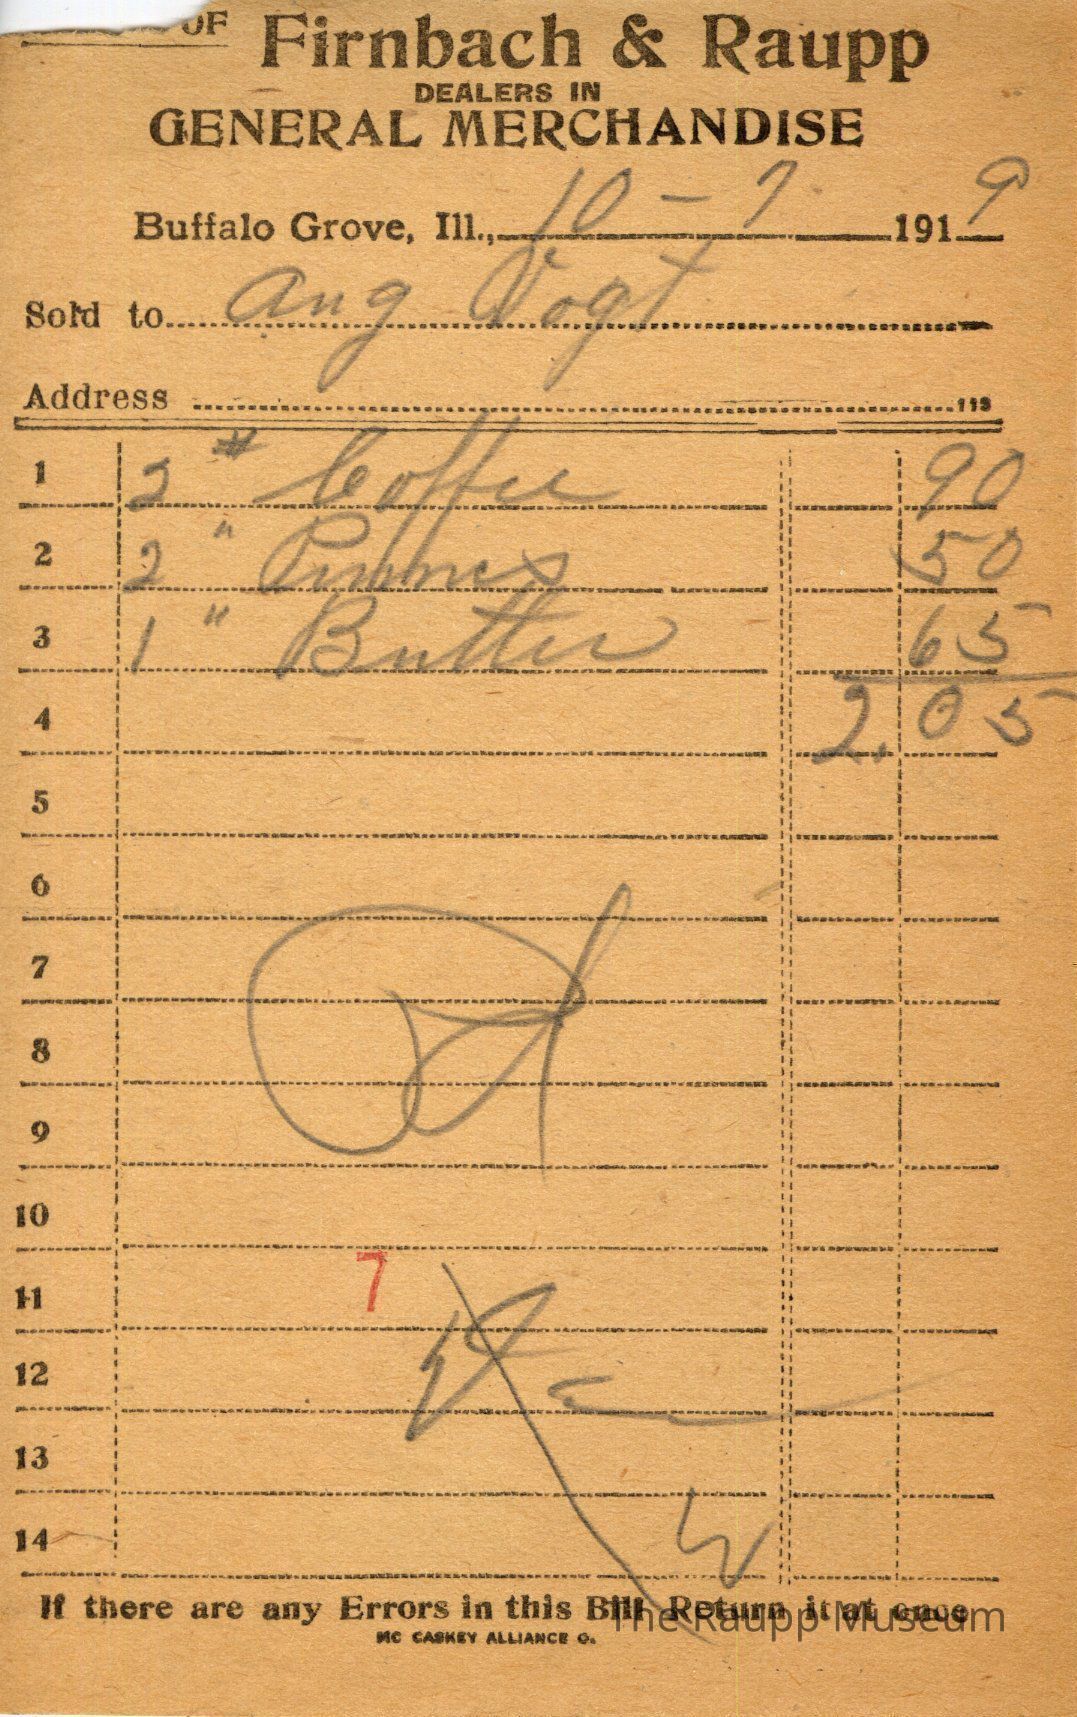 OF Firnbach & Raupp
DEALERS IN
GENERAL MERCHANDISE
Buffalo Grove, Ill., 10 - 7 1919
Sold to Aug Vogt
Address 113
1 2 # Coffee 90
2 2 " Prunes 50
3 1 " Butter 65
4 2.05
5
6
7
8
9
10
7
11
12
13
14
If there are any Errors in this Bill Return it at once
The Raupp Museum
MC CASKEY ALLIANCE O.